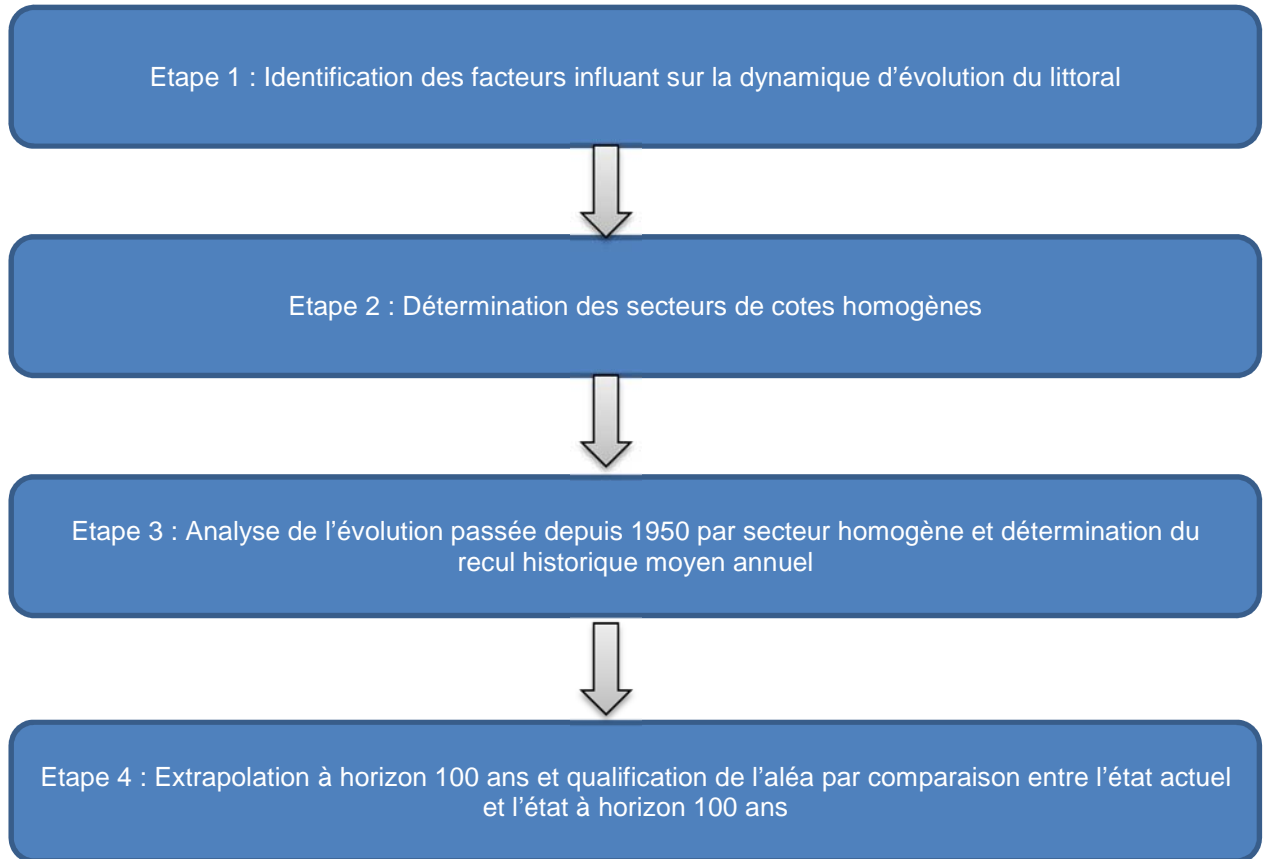 Etape 1 : Identification des facteurs influant sur la dynamique d’évolution du littoral
Etape 2 : Détermination des secteurs de cotes homogènes
Etape 3 : Analyse de l’évolution passée depuis 1950 par secteur homogène et détermination du
recul historique moyen annuel
Etape 4 : Extrapolation à horizon 100 ans et qualification de l’aléa par comparaison entre l’état actuel
et l’état à horizon 100 ans